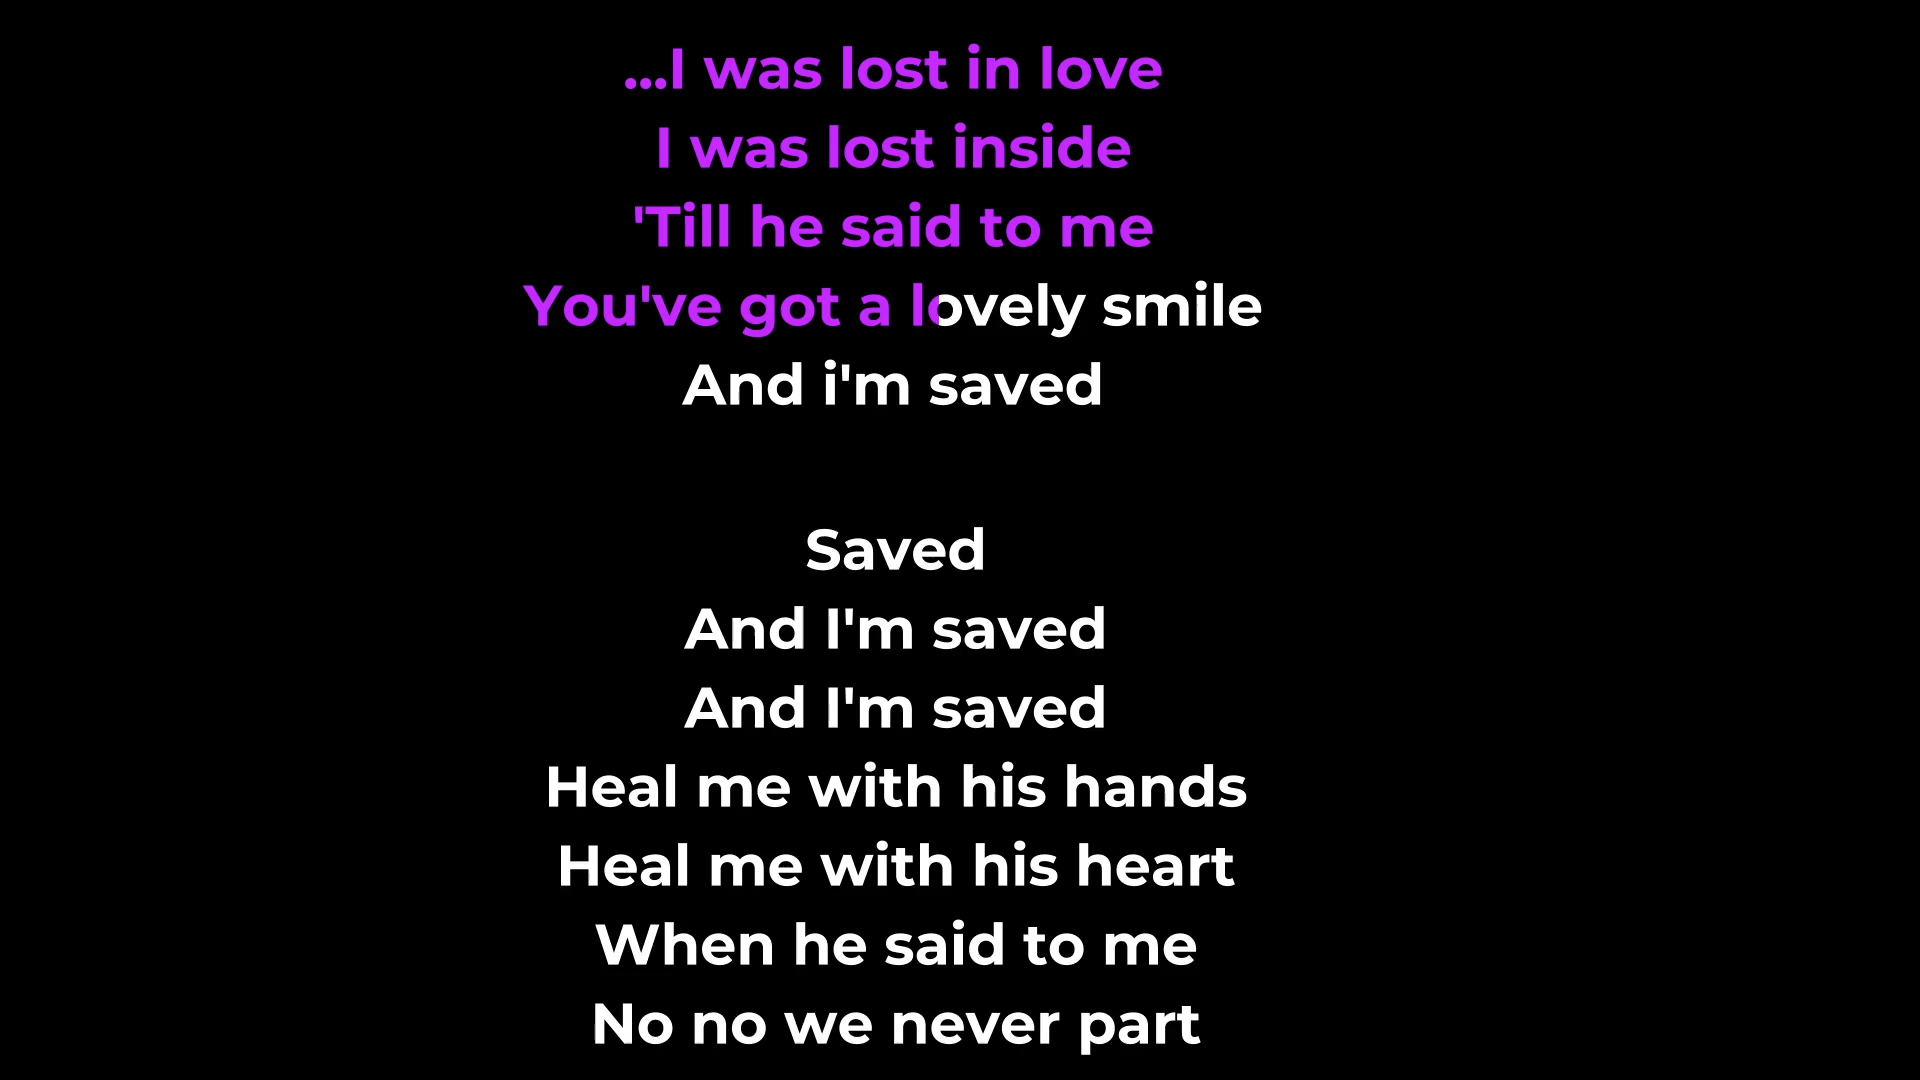 ...I was lost in love
I was lost inside
'Till he said to me
You've got a lovely smile
And i'm saved
Saved
And I'm saved
And I'm saved
Heal me with his hands
Heal me with his heart
When he said to me
No no we never part